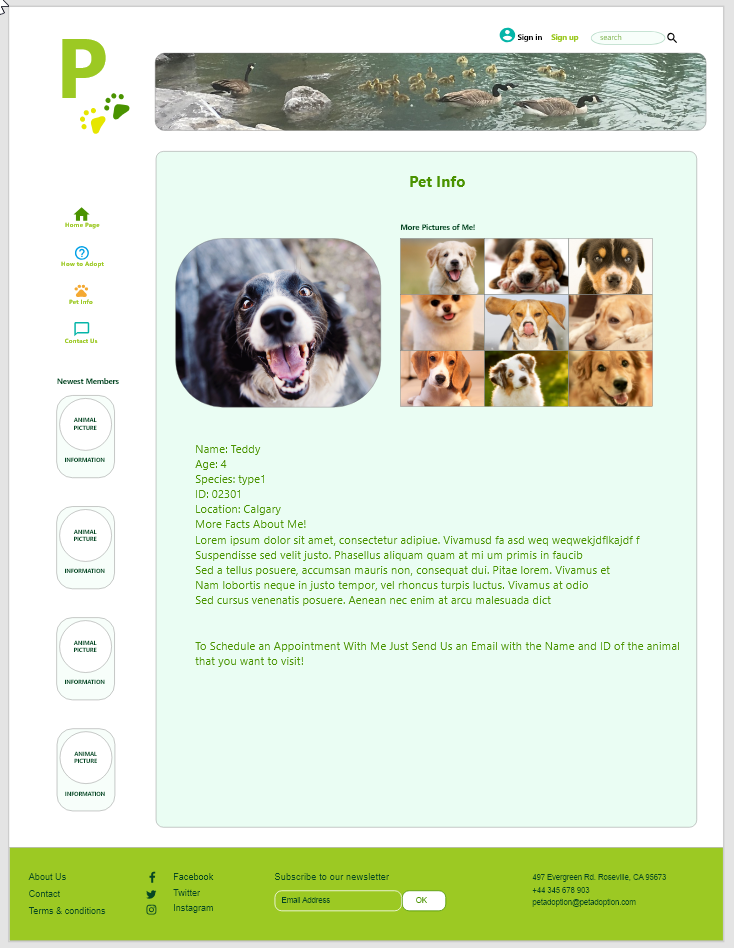 P
Sign in
Sign up
search
Home Page
How to Adopt
Pet Info
Contact Us
Newest Members
ANIMAL
PICTURE
INFORMATION
ANIMAL
PICTURE
INFORMATION
ANIMAL
PICTURE
INFORMATION
ANIMAL
PICTURE
INFORMATION
Pet Info
More Pictures of Me!
Name: Teddy
Age: 4
Species: type1
ID: 02301
Location: Calgary
More Facts About Me!
Lorem ipsum dolor sit amet, consectetur adipiue. Vivamusd fa asd weq weqwekjdflkajdf f
Suspendisse sed velit justo. Phasellus aliquam quam at mi um primis in faucib
Sed a tellus posuere, accumsan mauris non, consequat dui. Pitae lorem. Vivamus et
Nam lobortis neque in justo tempor, vel rhoncus turpis luctus. Vivamus at odio
Sed cursus venenatis posuere. Aenean nec enim at arcu malesuada dict
To Schedule an Appointment With Me Just Send Us an Email with the Name and ID of the animal
that you want to visit!
About Us
Contact
Terms & conditions
Facebook
Twitter
Instagram
Subscribe to our newsletter
Email Address
OK
497 Evergreen Rd. Roseville, CA 95673
+44 345 678 903
petadoption@petadoption.com